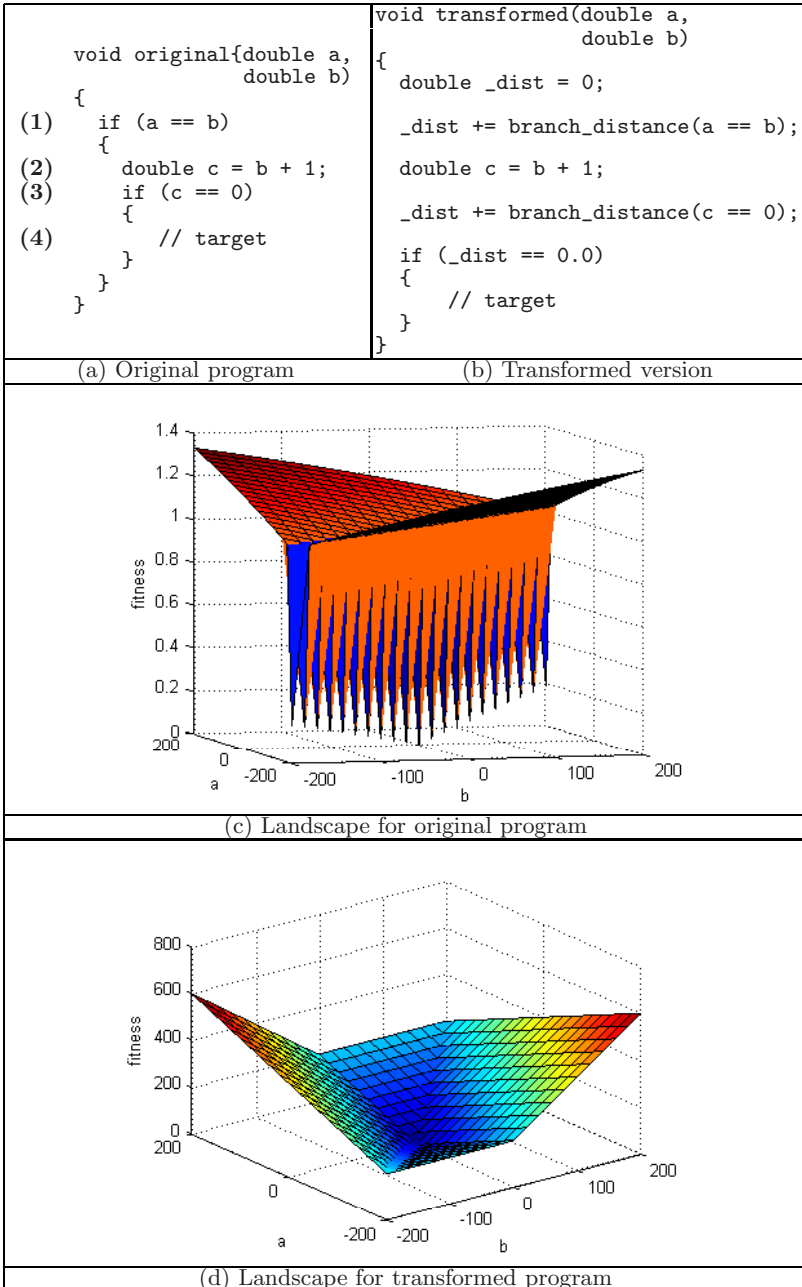 void original{double a,
double b)
{
(1) if (a == b)
{
(2) double c = b + 1;
(3) if (c == 0)
{
(4) // target
}
}
}
(a) Original program
void transformed(double a,
double b)
{
double _dist = 0;
_dist += branch_distance(a == b);
double c = b + 1;
_dist += branch_distance(c == 0);
if (_dist == 0.0)
{
// target
}
}
(b) Transformed version
1.4
1.2
1
0.8
0.6
0.4
0.2
0
fitness
200
0
-200
a
-200
-100
0
100
200
b
(c) Landscape for original program
800
600
400
200
0
fitness
200
0
-200
a
-200
-100
0
100
200
b
(d) Landscape for transformed program